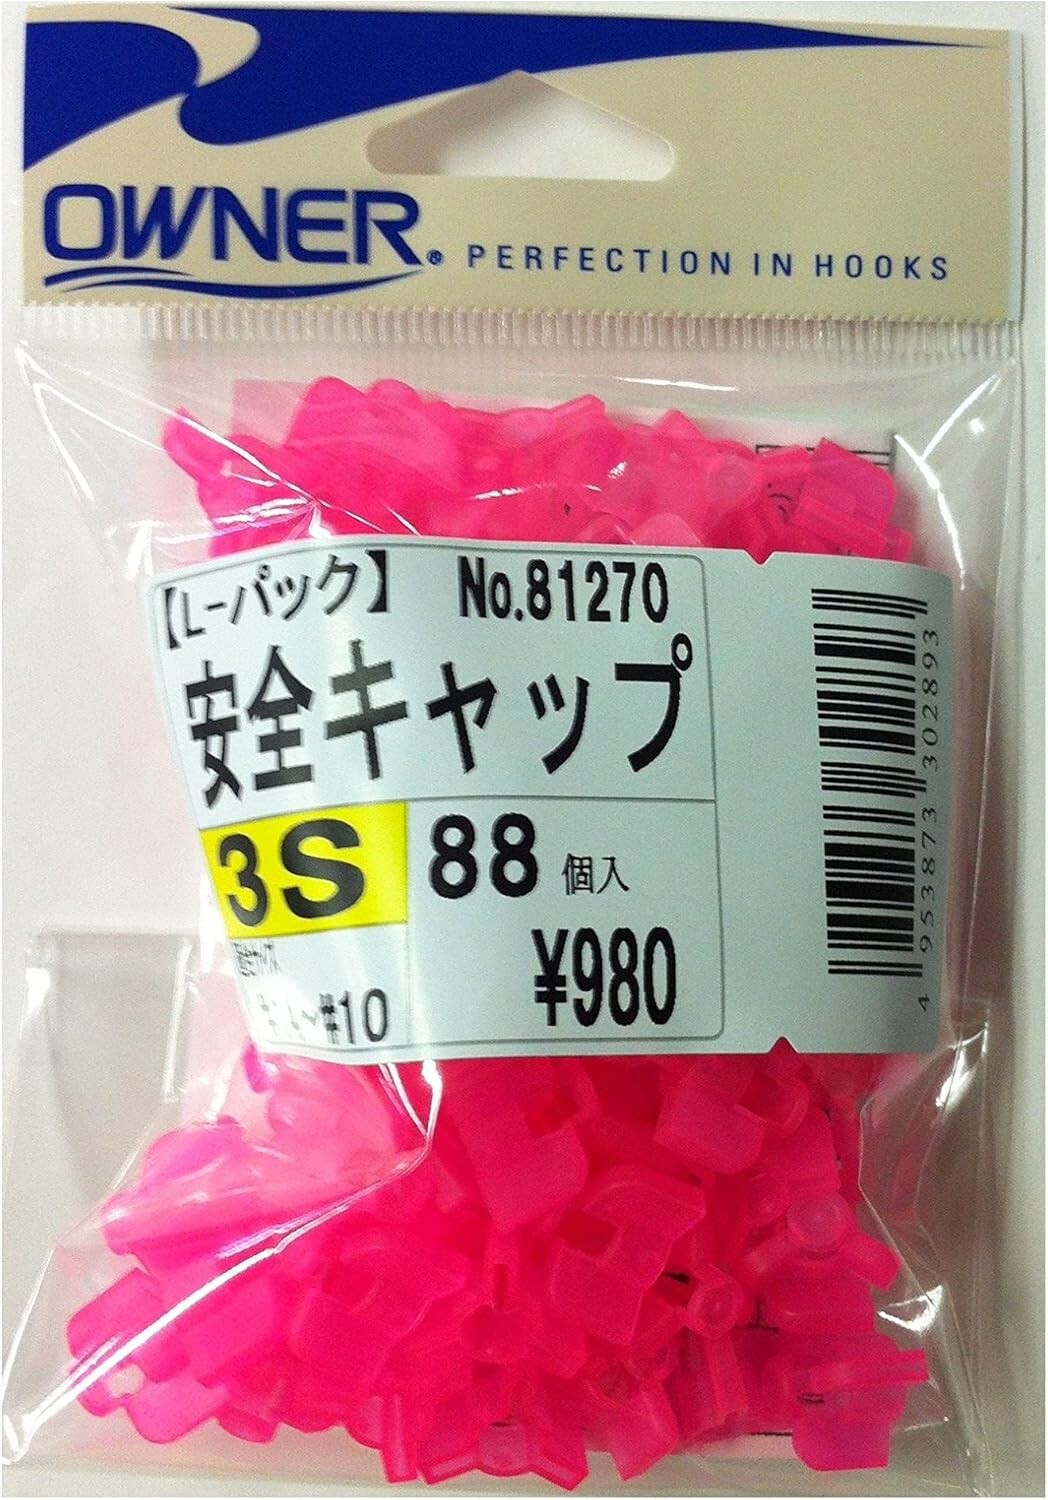 OWNER®
PERFECTION IN HOOKS
【L-パック】 No.81270
安全キャップ
3S
88 個入
¥980
#10
4 953873 302893